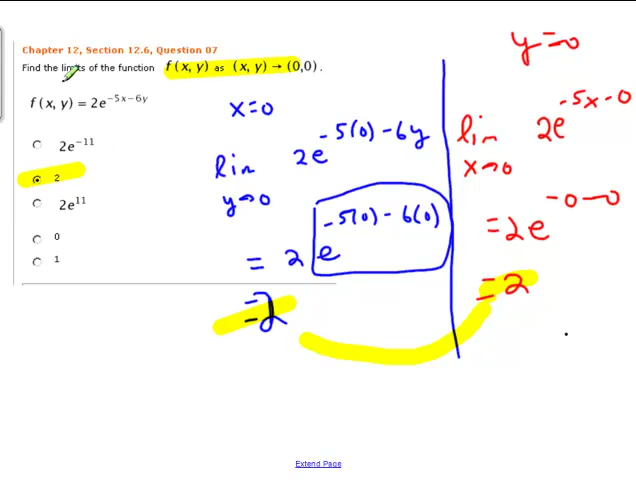 Chapter 12, Section 12.6, Question 07
Find the limits of the function f(x, y) as (x, y) → (0,0).
f(x, y) = 2e^{-5x-6y}
2e^{-11}
2
2e^{11}
0
1
x=0
lim 2e^{-5(0)-6y}
y→0
= 2 e^{-5(0)-6(0)}
=2
y=0
lim 2e^{-5x-0}
x→0
=2e^{-0-0}
=2
Extend Page